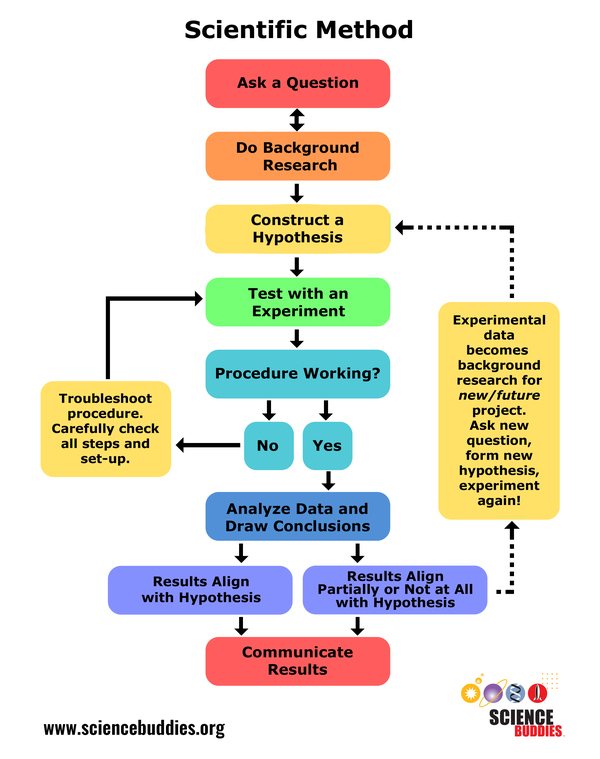 Scientific Method
Ask a Question
Do Background
Research
Construct a
Hypothesis
Test with an
Experiment
Procedure Working?
No
Yes
Troubleshoot
procedure.
Carefully check
all steps and
set-up.
Experimental
data
becomes
background
research for
new/future
project.
Ask new
question,
form new
hypothesis,
experiment
again!
Analyze Data and
Draw Conclusions
Results Align
with Hypothesis
Results Align
Partially or Not at All
with Hypothesis
Communicate
Results
www.sciencebuddies.org
SCIENCE
BUDDIES